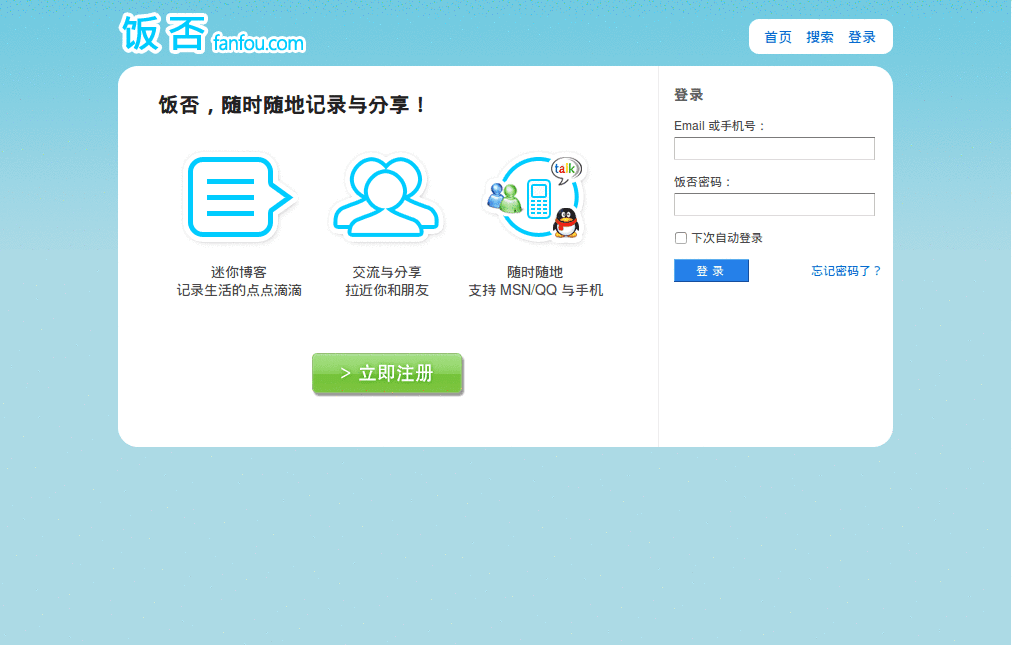 饭否 fanfou.com
首页 搜索 登录
饭否，随时随地记录与分享！
talk
迷你博客
记录生活的点点滴滴
交流与分享
拉近你和朋友
随时随地
支持 MSN/QQ 与手机
> 立即注册
登录
Email 或手机号：
饭否密码：
下次自动登录
登 录
忘记密码了？